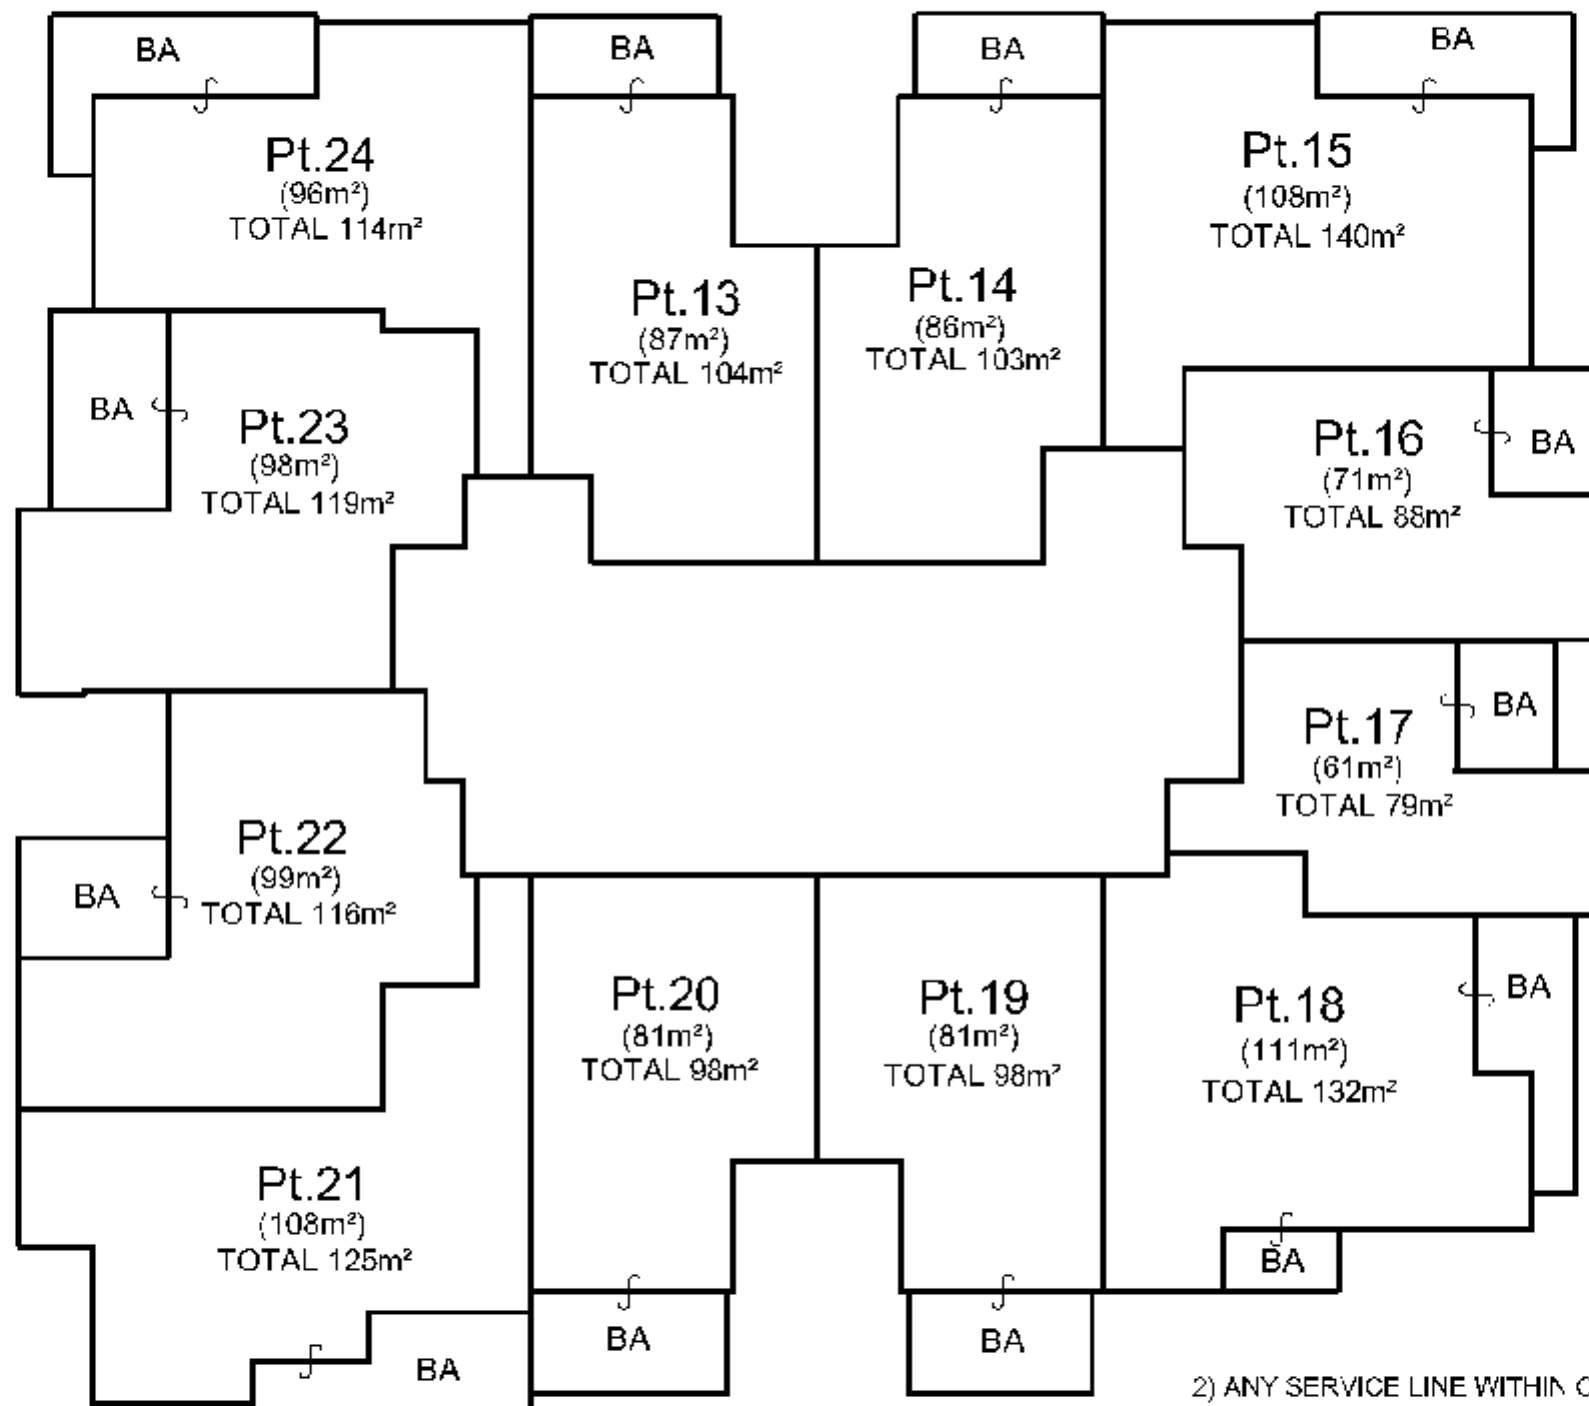 BA
BA
BA
BA
Pt.24
(96m²)
TOTAL 114m²
Pt.15
(108m²)
TOTAL 140m²
Pt.13
(87m²)
TOTAL 104m²
Pt.14
(86m²)
TOTAL 103m²
BA
Pt.23
(98m²)
TOTAL 119m²
Pt.16
(71m²)
TOTAL 88m²
BA
Pt.17
(61m²)
TOTAL 79m²
BA
Pt.22
(99m²)
TOTAL 116m²
BA
Pt.20
(81m²)
TOTAL 98m²
Pt.19
(81m²)
TOTAL 98m²
Pt.18
(111m²)
TOTAL 132m²
BA
Pt.21
(108m²)
TOTAL 125m²
BA
BA
BA
BA
2) ANY SERVICE LINE WITHIN